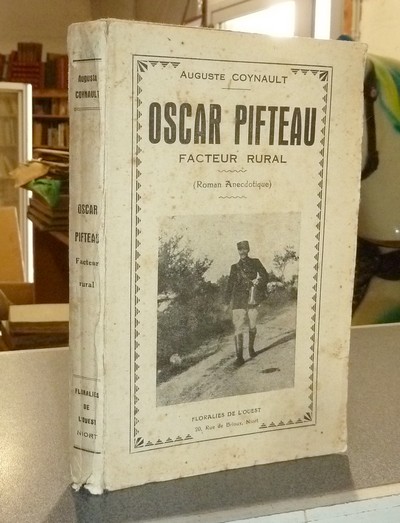 AUGUSTE COYNAULT
OSCAR PIFTEAU
FACTEUR RURAL
(Roman Anecdotique)
FLORALIES DE L'OUEST
Niort
Auguste
COYNAULT
OSCAR
PIFTEAU
Facteur
rural
FLORALIES
DE
L'OUEST
NIORT